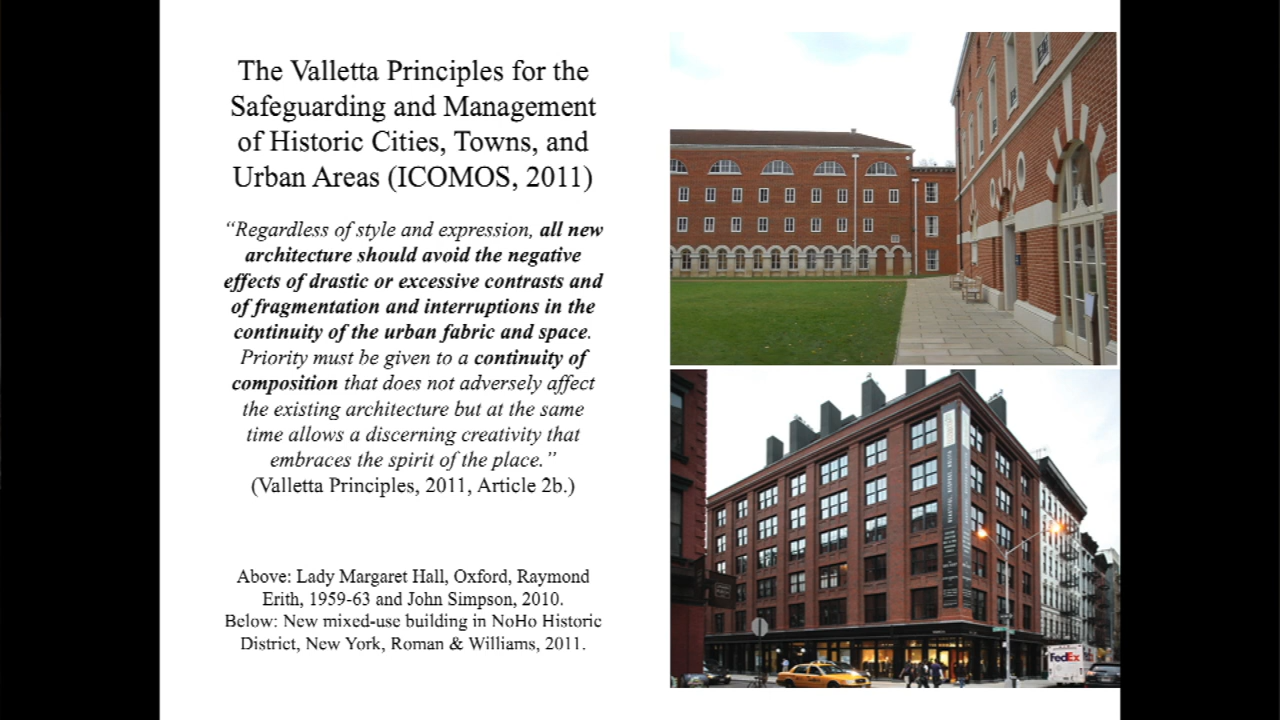 The Valletta Principles for the
Safeguarding and Management
of Historic Cities, Towns, and
Urban Areas (ICOMOS, 2011)
“Regardless of style and expression, all new
architecture should avoid the negative
effects of drastic or excessive contrasts and
of fragmentation and interruptions in the
continuity of the urban fabric and space.
Priority must be given to a continuity of
composition that does not adversely affect
the existing architecture but at the same
time allows a discerning creativity that
embraces the spirit of the place.”
(Valletta Principles, 2011, Article 2b.)
Above: Lady Margaret Hall, Oxford, Raymond
Erith, 1959-63 and John Simpson, 2010.
Below: New mixed-use building in NoHo Historic
District, New York, Roman & Williams, 2011.
FedEx